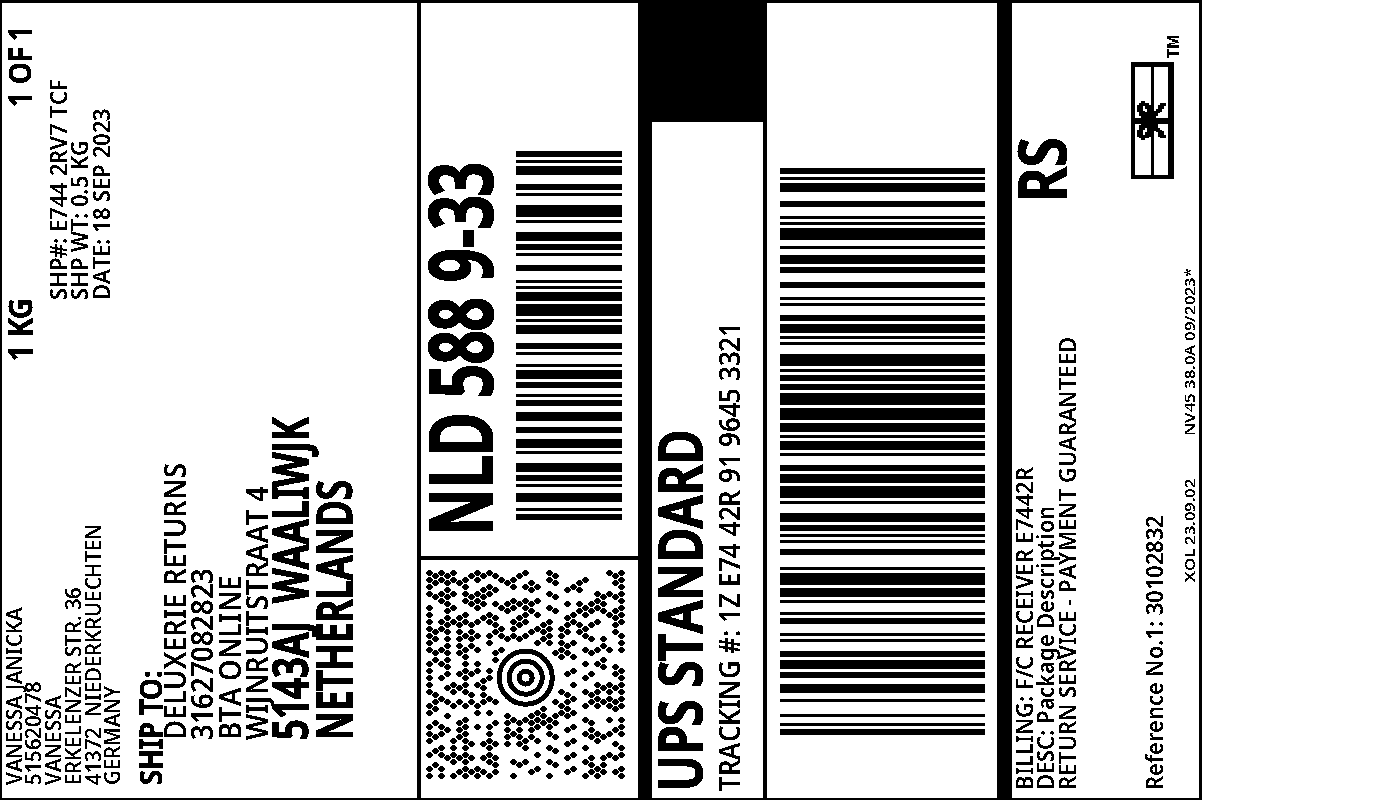 VANESSA JANICKA
515620478
VANESSA
ERKELENZER STR. 36
41372 NIEDERKRUECHTEN
GERMANY
1 KG
1 OF 1
SHP#: E744 2RV7 TCF
SHP WT: 0.5 KG
DATE: 18 SEP 2023
SHIP TO:
DELUXERIE RETURNS
31627082823
BTA ONLINE
WINRUITSTRAAT 4
5143AJ WAALIWJK
NETHERLANDS
NLD 588 9-33
UPS STANDARD
TRACKING #: 1Z E74 42R 91 9645 3321
BILLING: F/C RECEIVER E7442R
DESC: Package Description
RETURN SERVICE - PAYMENT GUARANTEED
RS
Reference No.1: 30102832
XOL 23.09.02
NV45 38.0A 09/2023*
TM